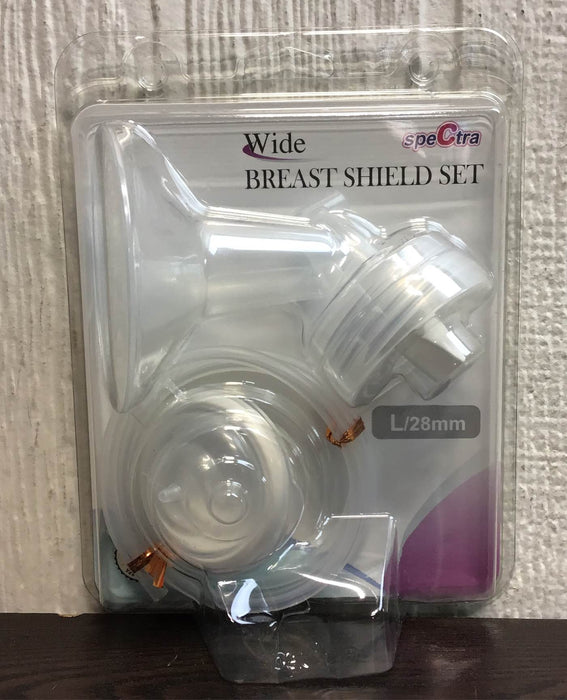 Wide
speCtra
BREAST SHIELD SET
L/28mm